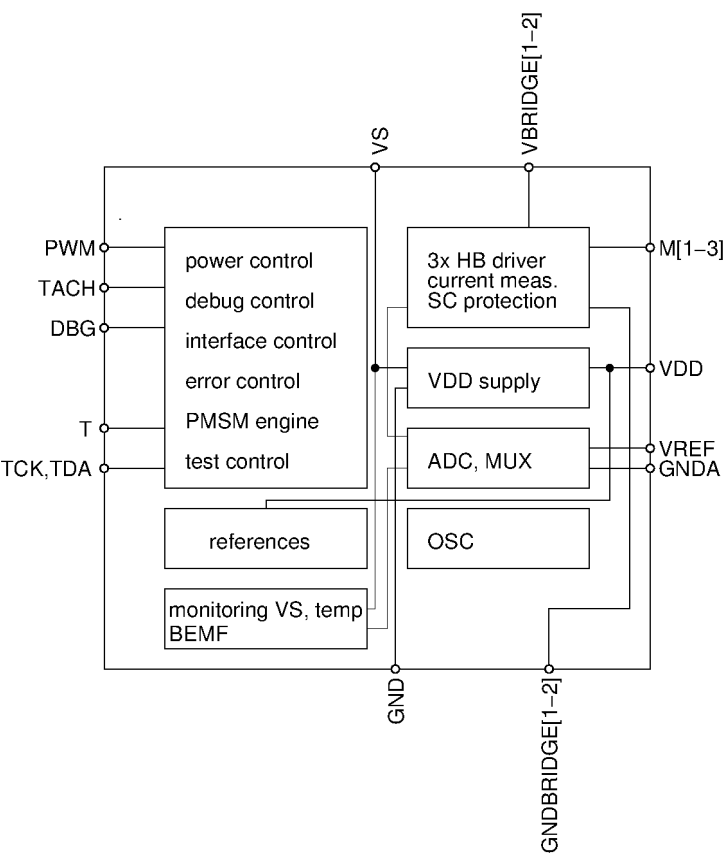 VS
VBRIDGE[1−2]
PWM
TACH
DBG
T
TCK,TDA
power control
debug control
interface control
error control
PMSM engine
test control
3x HB driver
current meas.
SC protection
VDD supply
ADC, MUX
references
OSC
monitoring VS, temp
BEMF
M[1−3]
VDD
VREF
GNDA
GND
GNDBRIDGE[1−2]